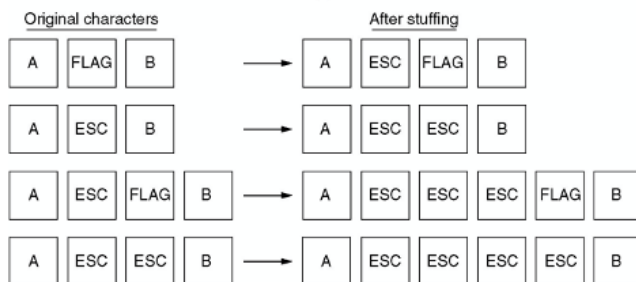 Original characters After stuffing
A FLAG B A ESC FLAG B
A ESC B A ESC ESC B
A ESC FLAG B A ESC ESC ESC FLAG B
A ESC ESC B A ESC ESC ESC ESC B